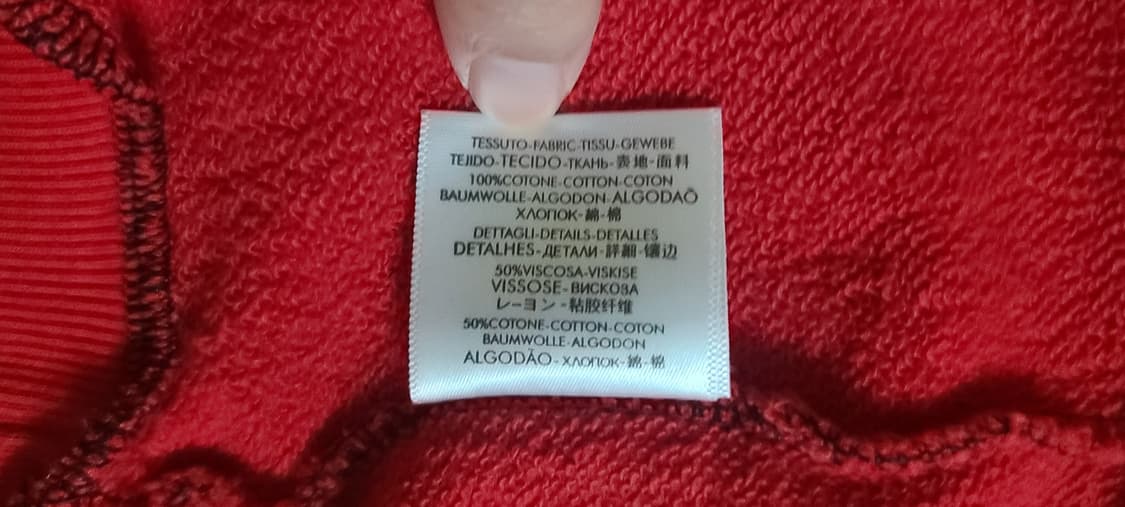 TESSUTO-FABRIC-TISSU-GEWEBE
TEJIDO-TECIDO-ТКАНЬ-表地-面料
100%COTONE-COTTON-COTON
BAUMWOLLE-ALGODON-ALGODAÕ
ХЛОПОК-綿-棉
DETTAGLI-DETAILS-DETALLES
DETALHES-ДЕТАЛИ-詳細-镶边
50%VISCOSA-VISKISE
VISSOSE-ВИСКОЗА
レーヨン-粘胶纤维
50%COTONE-COTTON-COTON
BAUMWOLLE-ALGODON
ALGODÃO-ХЛОПОК-綿-棉